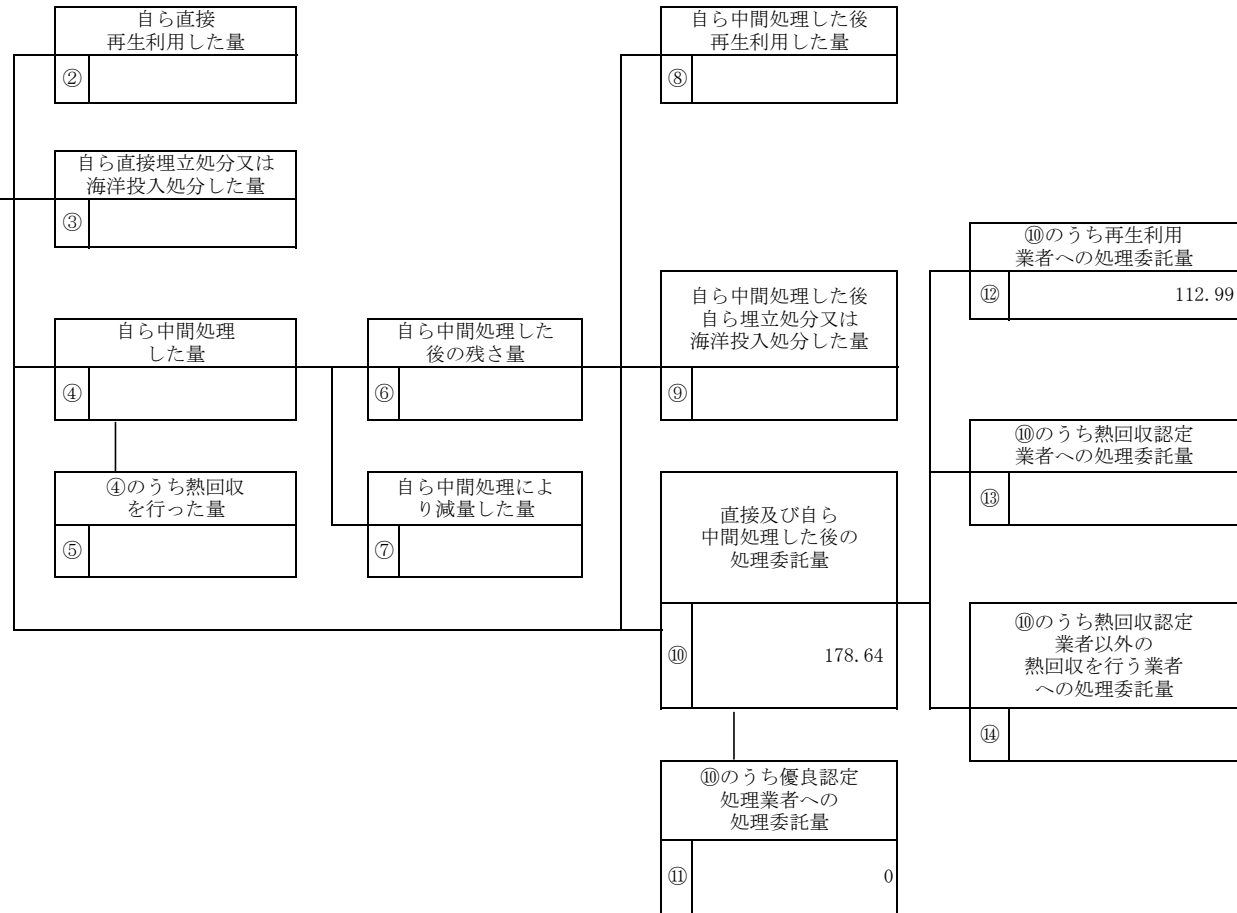 自ら直接
再生利用した量
②
自ら中間処理した後
再生利用した量
⑧
自ら直接埋立処分又は
海洋投入処分した量
③
⑩のうち再生利用
業者への処理委託量
⑫ 112.99
自ら中間処理
した量
④
自ら中間処理した
後の残さ量
⑥
自ら中間処理した後
自ら埋立処分又は
海洋投入処分した量
⑨
⑩のうち熱回収認定
業者への処理委託量
⑬
④のうち熱回収
を行った量
⑤
自ら中間処理によ
り減量した量
⑦
直接及び自ら
中間処理した後の
処理委託量
⑩ 178.64
⑩のうち熱回収認定
業者以外の
熱回収を行う業者
への処理委託量
⑭
⑩のうち優良認定
処理業者への
処理委託量
⑪ 0